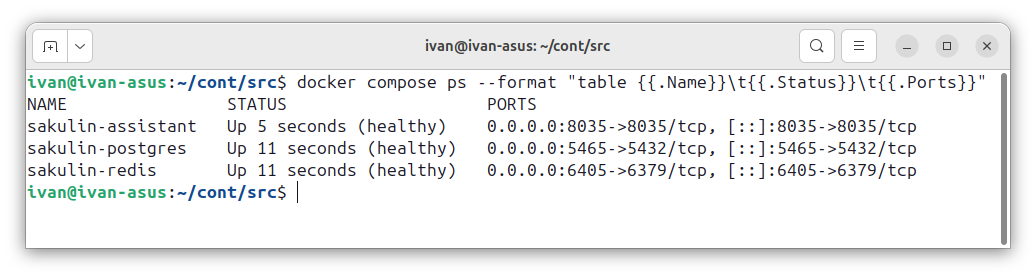 ivan@ivan-asus: ~/cont/src
ivan@ivan-asus:~/cont/src$ docker compose ps --format "table {{.Name}}\t{{.Status}}\t{{.Ports}}"
NAME                STATUS                    PORTS
sakulin-assistant   Up 5 seconds (healthy)    0.0.0.0:8035->8035/tcp, [::]:8035->8035/tcp
sakulin-postgres    Up 11 seconds (healthy)   0.0.0.0:5465->5432/tcp, [::]:5465->5432/tcp
sakulin-redis       Up 11 seconds (healthy)   0.0.0.0:6405->6379/tcp, [::]:6405->6379/tcp
ivan@ivan-asus:~/cont/src$